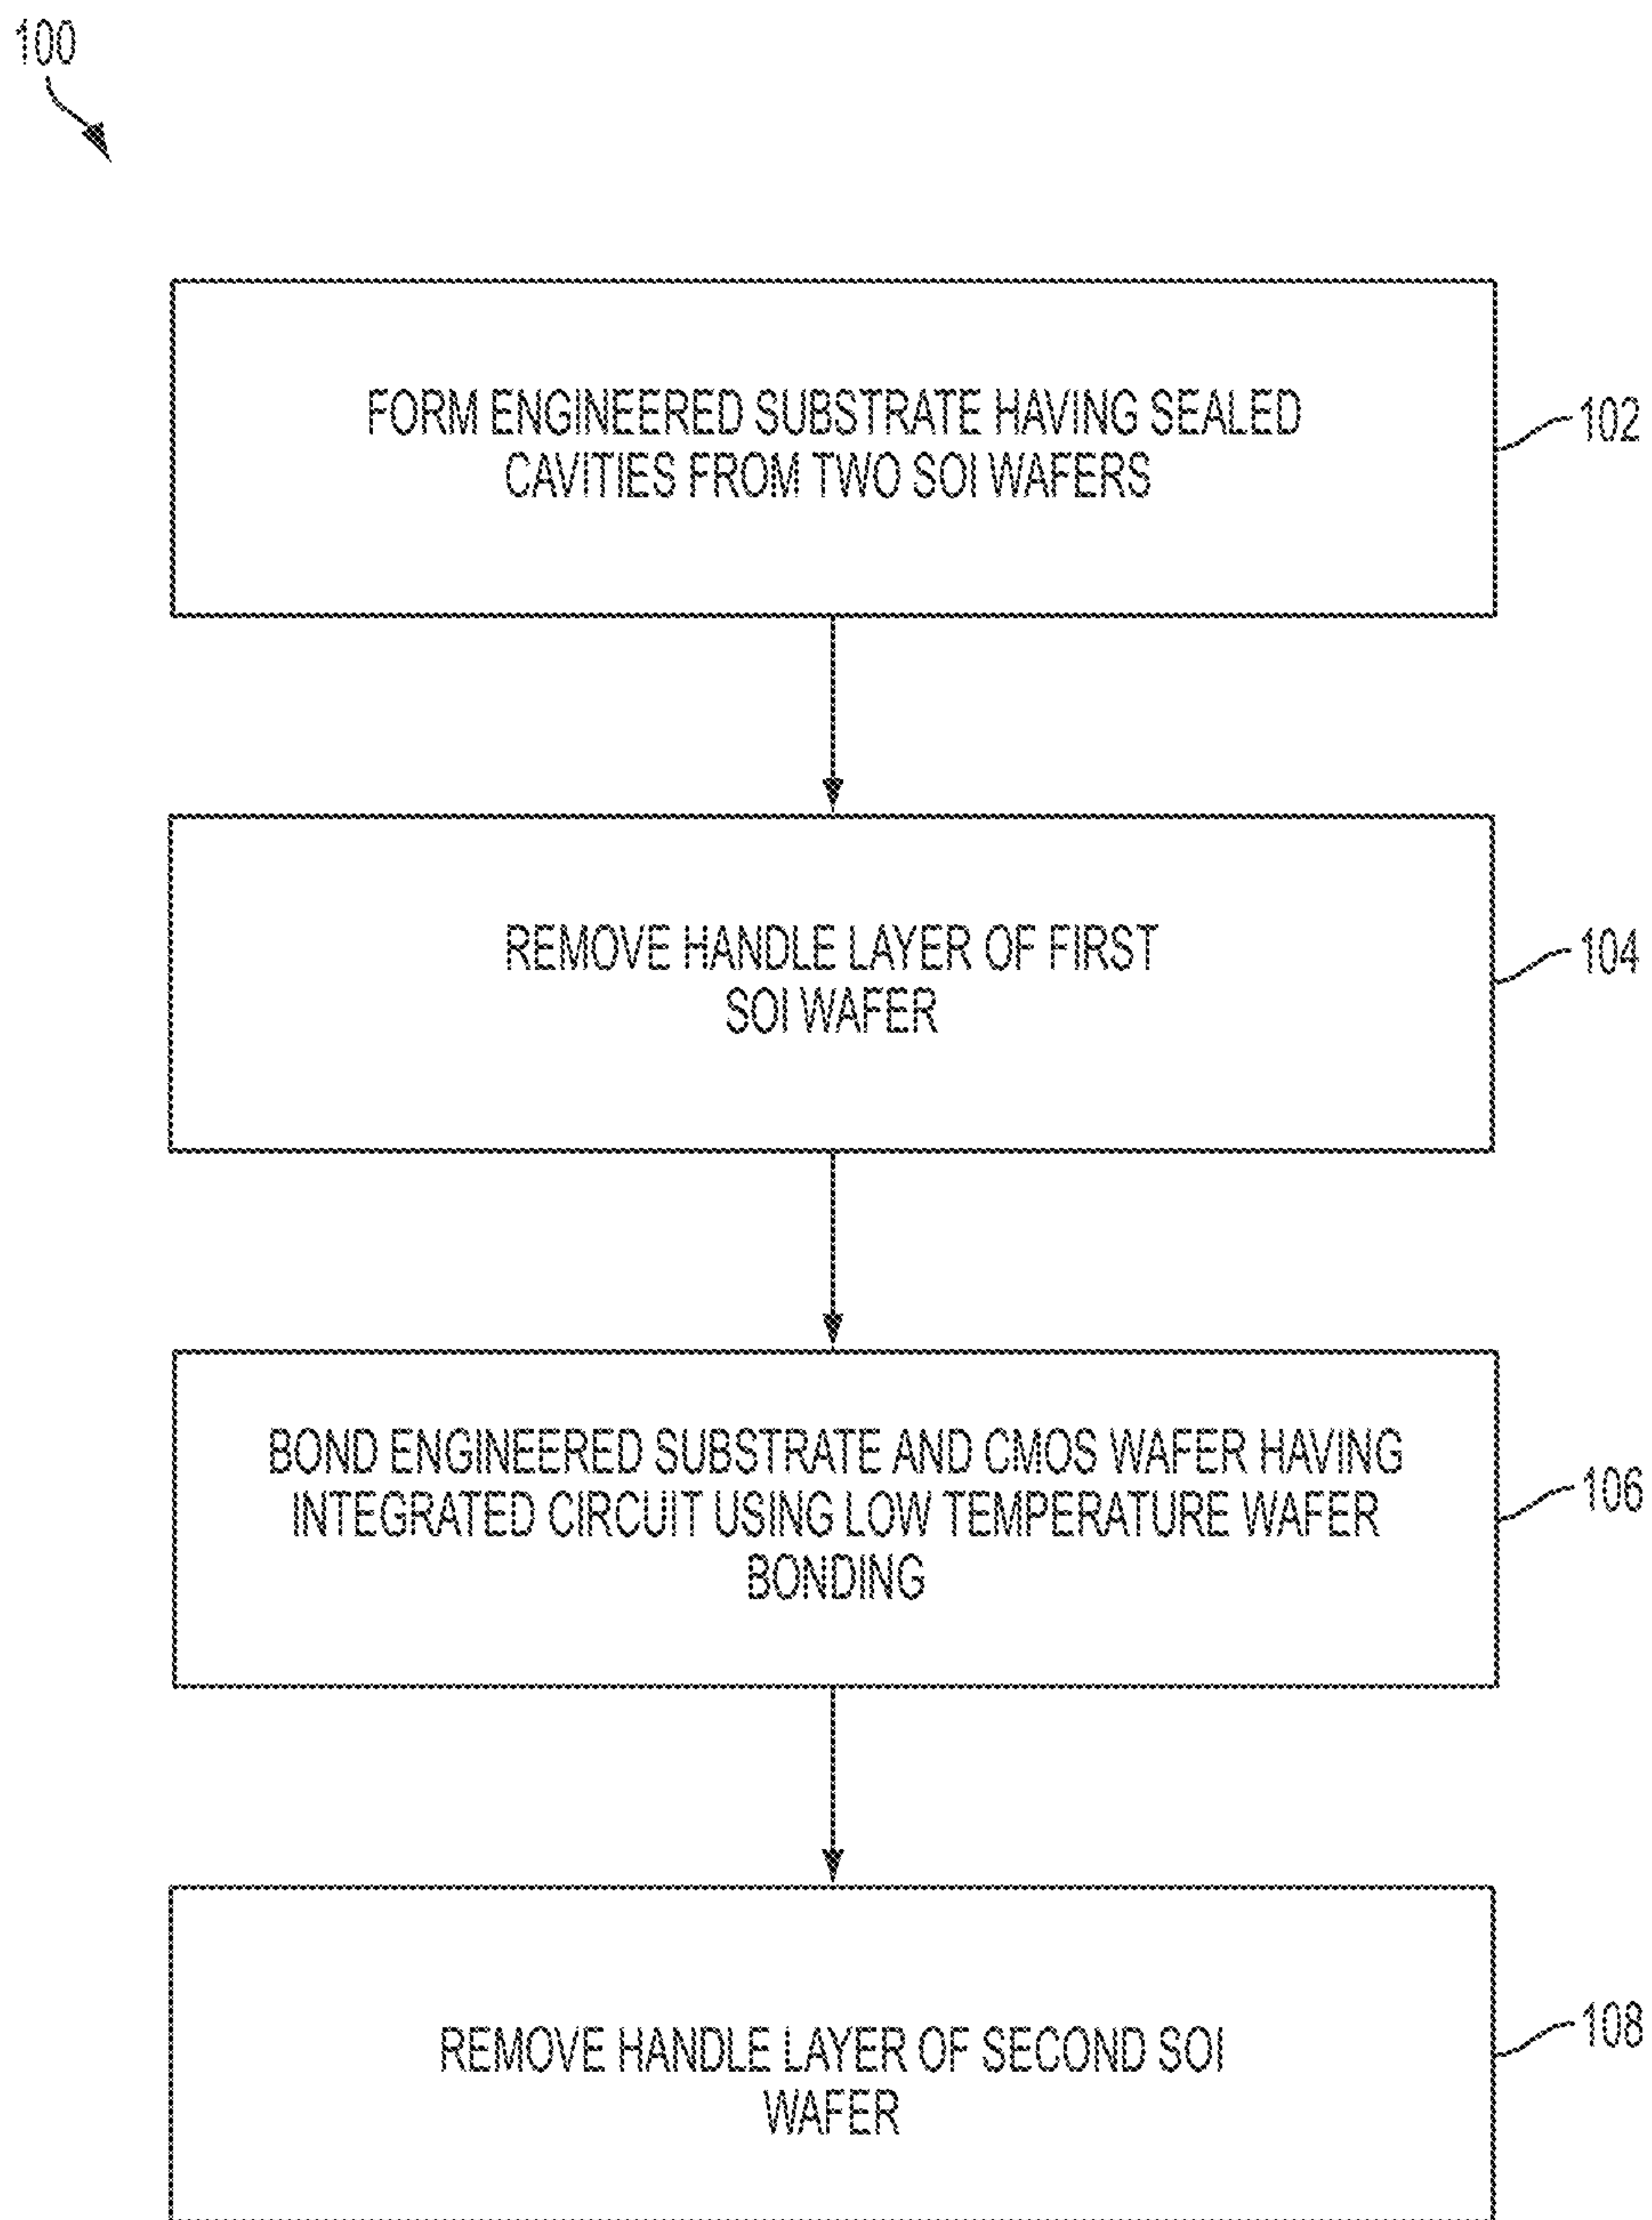 100
FORM ENGINEERED SUBSTRATE HAVING SEALED
CAVITIES FROM TWO SOI WAFERS
102
REMOVE HANDLE LAYER OF FIRST
SOI WAFER
104
BOND ENGINEERED SUBSTRATE AND CMOS WAFER HAVING
INTEGRATED CIRCUIT USING LOW TEMPERATURE WAFER
BONDING
106
REMOVE HANDLE LAYER OF SECOND SOI
WAFER
108